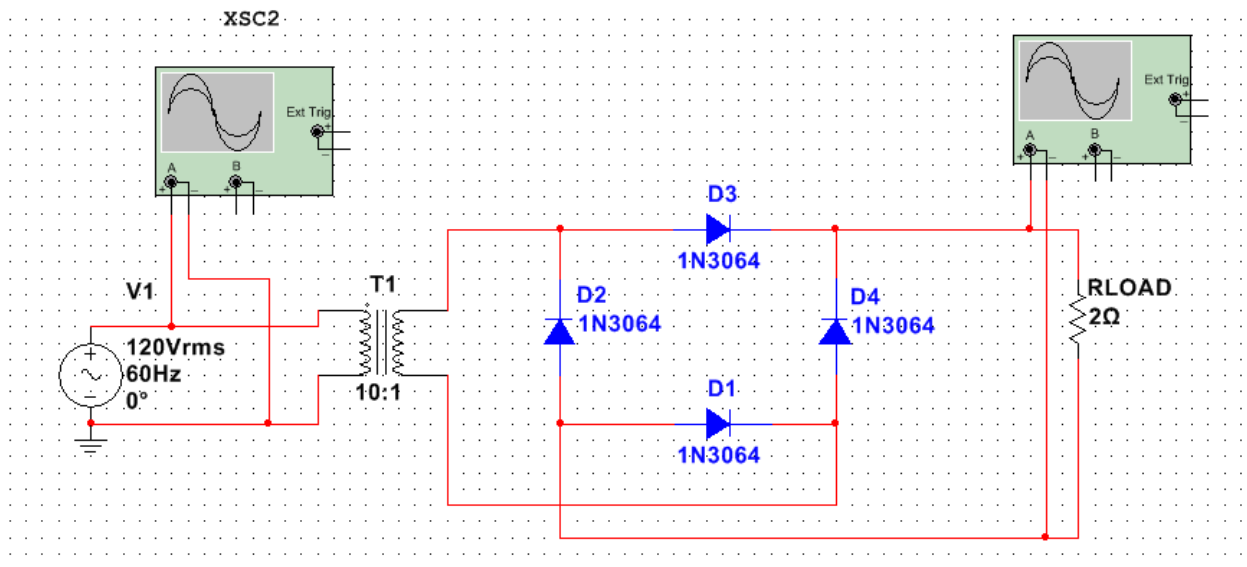 XSC2
Ext Trig
+
−
A
B
+ − + −
Ext Trig
+
−
A
B
+ − + −
D3
1N3064
V1
T1
D2
1N3064
D4
1N3064
RLOAD
2Ω
+
−
120Vrms
60Hz
0°
10:1
D1
1N3064